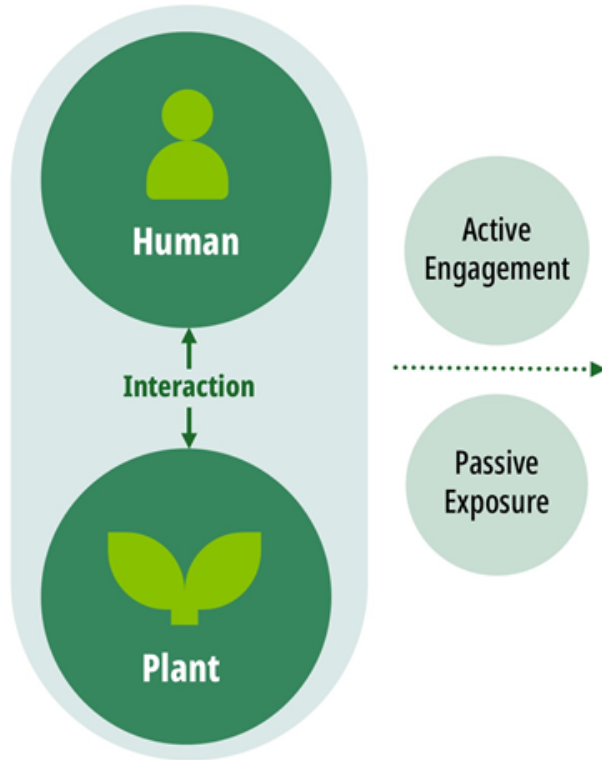 Human
Interaction
Plant
Active
Engagement
Passive
Exposure